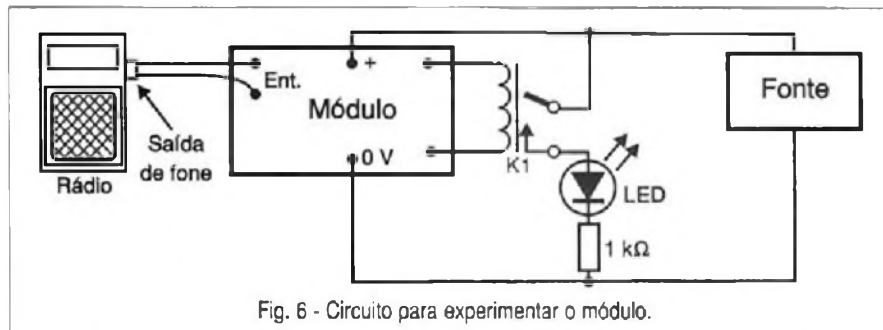 Ent.
+
Módulo
0 V
Saída
de fone
Rádio
K1
LED
1 kΩ
Fonte
Fig. 6 - Circuito para experimentar o módulo.